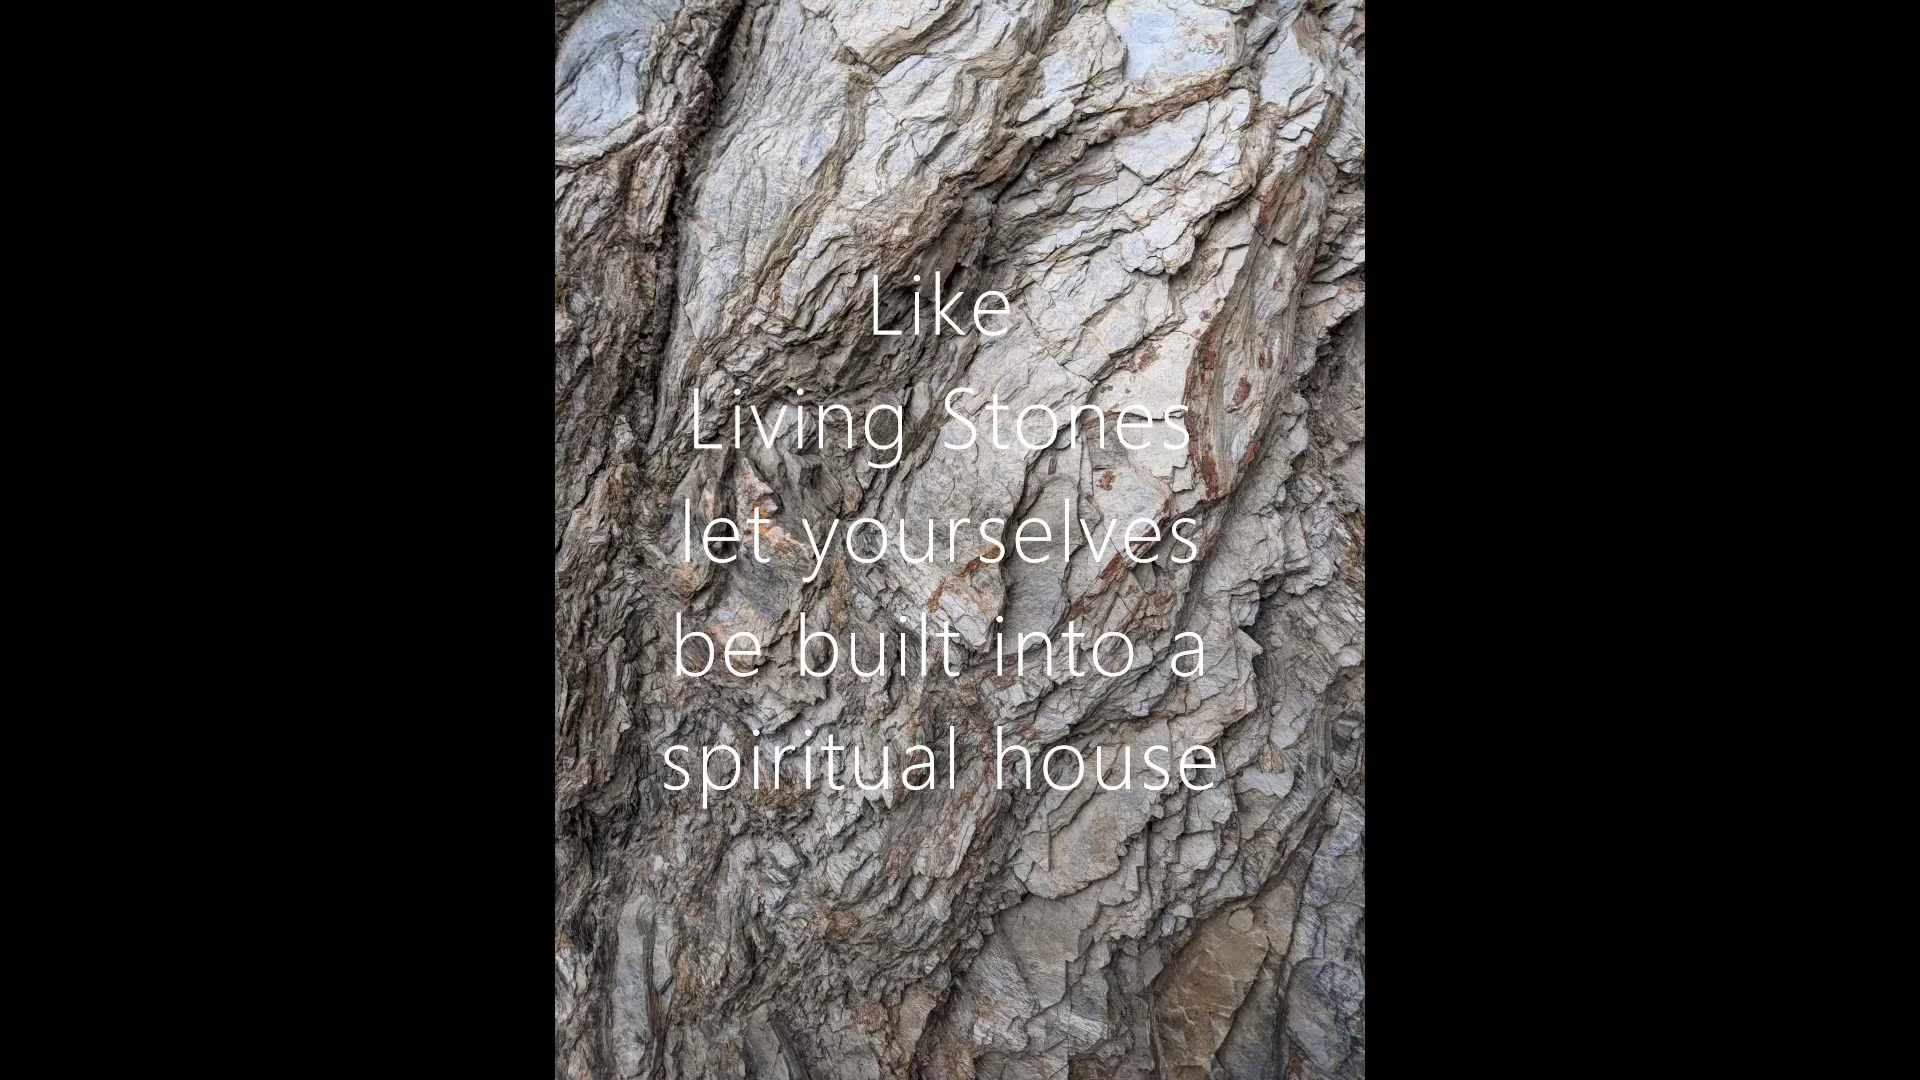 Like
Living Stones
let yourselves
be built into a
spiritual house